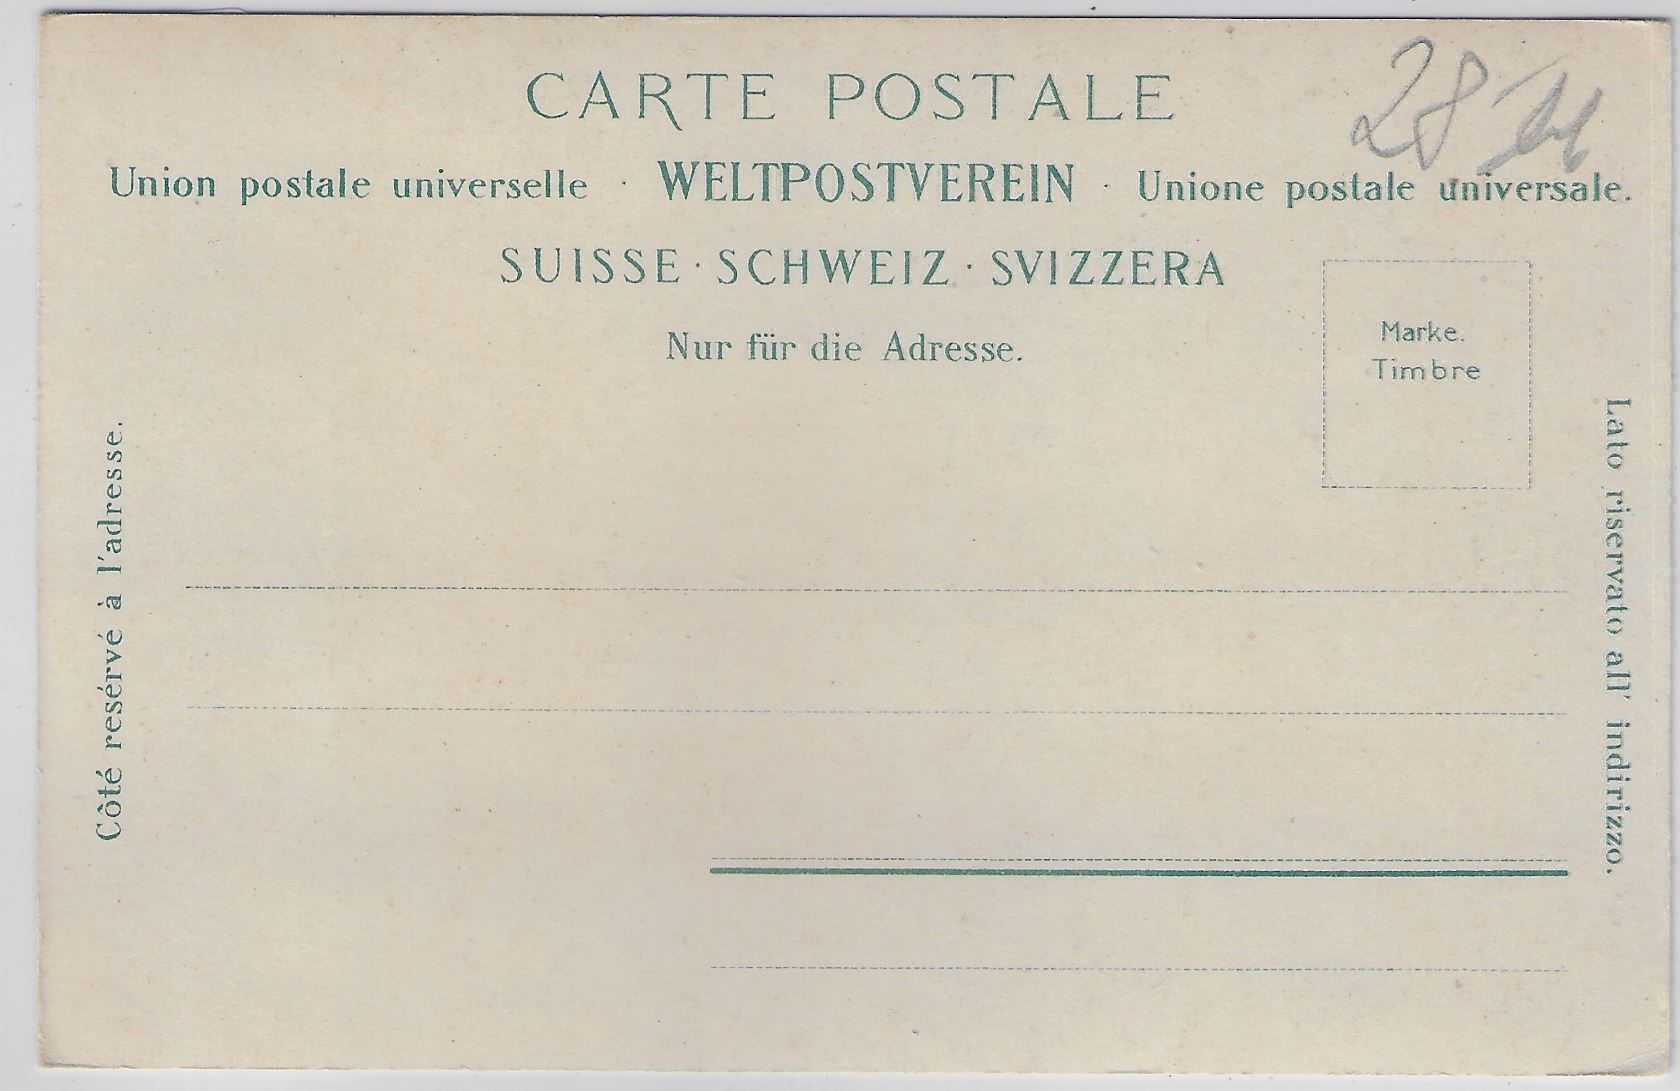 CARTE POSTALE
28
Union postale universelle · WELTPOSTVEREIN · Unione postale universale.
SUISSE · SCHWEIZ · SVIZZERA
Nur für die Adresse.
Marke.
Timbre
Côté resérvé à l'adresse.
Lato riservato all' indirizzo.